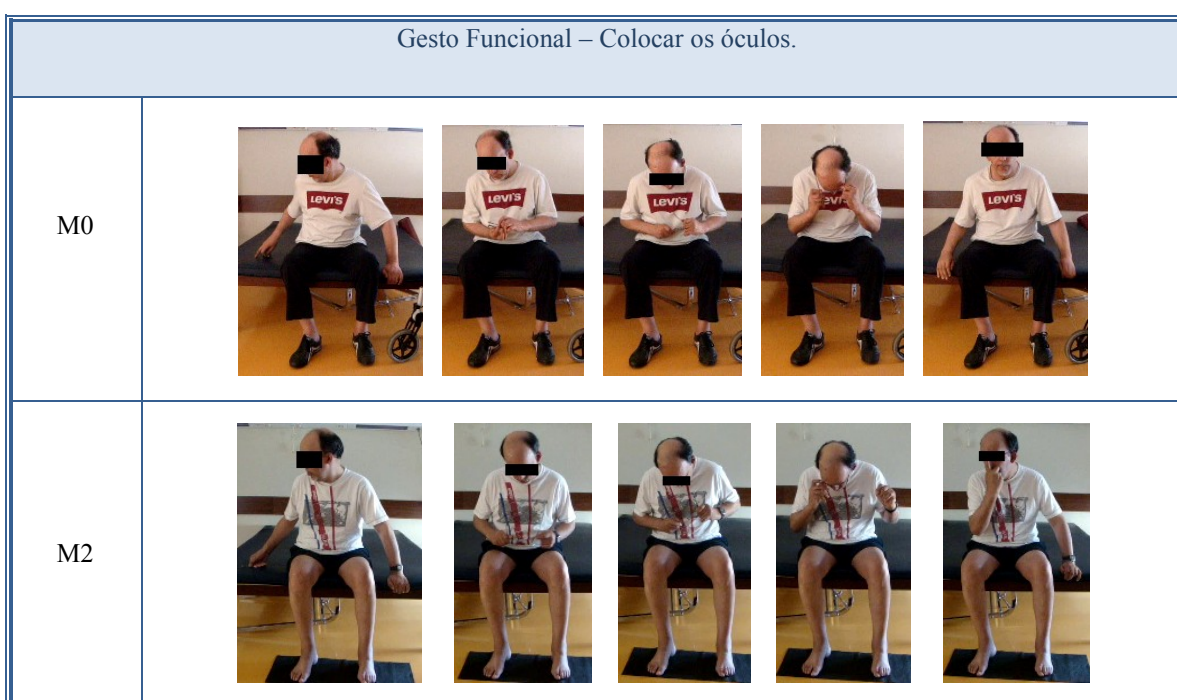 Gesto Funcional – Colocar os óculos.
M0
LEVI'S
LEVI'S
LEVI'S
LEVI'S
M2